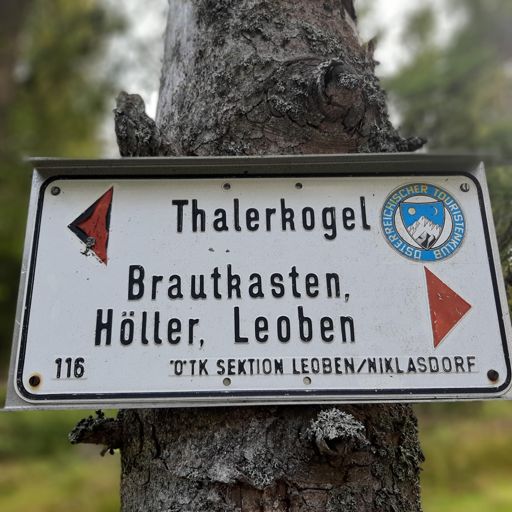 Thalerkogel
ÖSTERREICHISCHER TOURISTENKLUB
Brautkasten,
Höller, Leoben
116
ÖTK SEKTION LEOBEN/NIKLASDORF